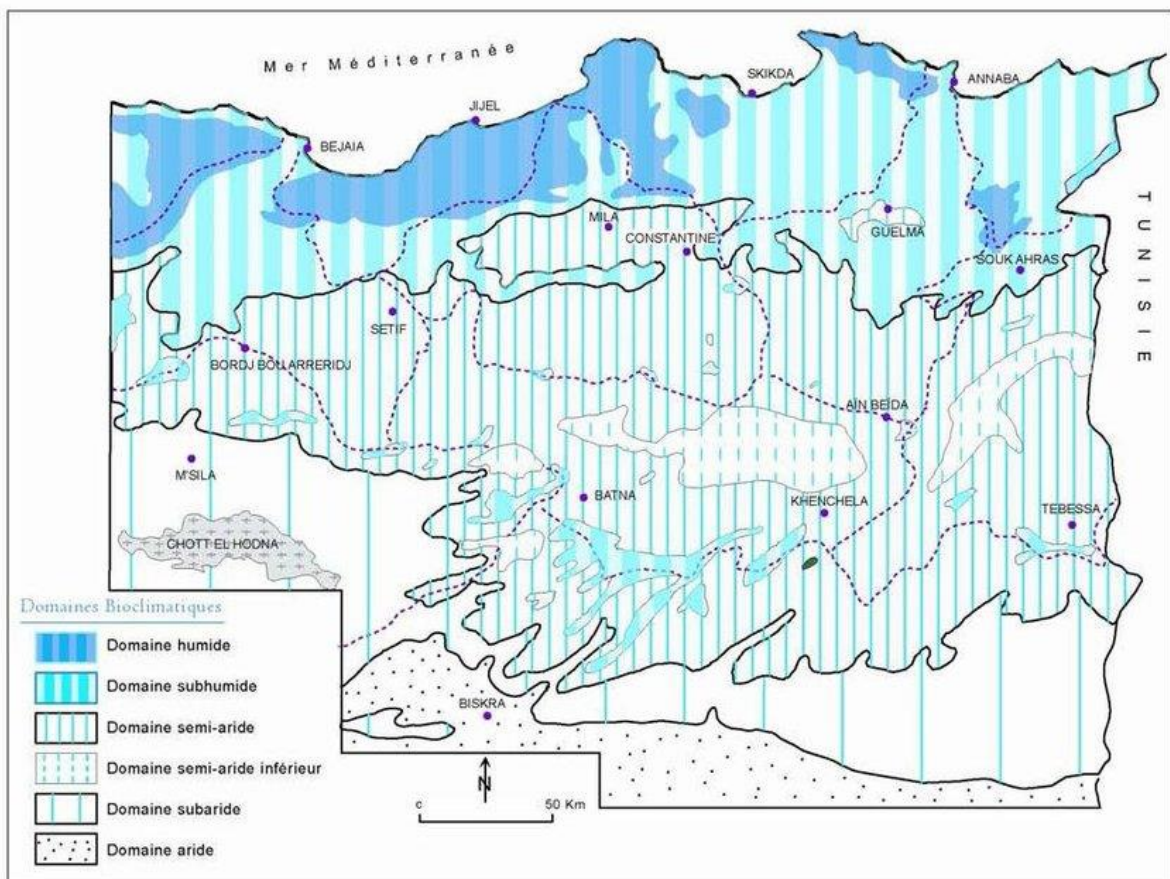 Mer Méditerranée
SKIKDA
ANNABA
JIJEL
BEJAIA
TUNISIE
MILA
CONSTANTINE
GUELMA
SOUK AHRAS
SETIF
BORDJ BOU ARRERIDJ
AÏN BEÏDA
M'SILA
BATNA
KHENCHELA
TEBESSA
CHOTT EL HODNA
BISKRA
Domaines Bioclimatiques
Domaine humide
Domaine subhumide
Domaine semi-aride
Domaine semi-aride inférieur
Domaine subaride
Domaine aride
N
c 50 Km